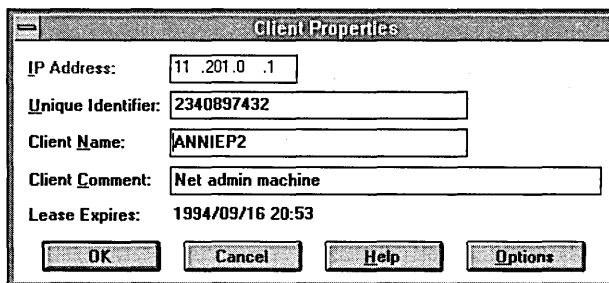 Client Properties
IP Address: 11 .201.0 .1
Unique Identifier: 2340897432
Client Name: ANNIEP2
Client Comment: Net admin machine
Lease Expires: 1994/09/16 20:53
OK Cancel Help Options